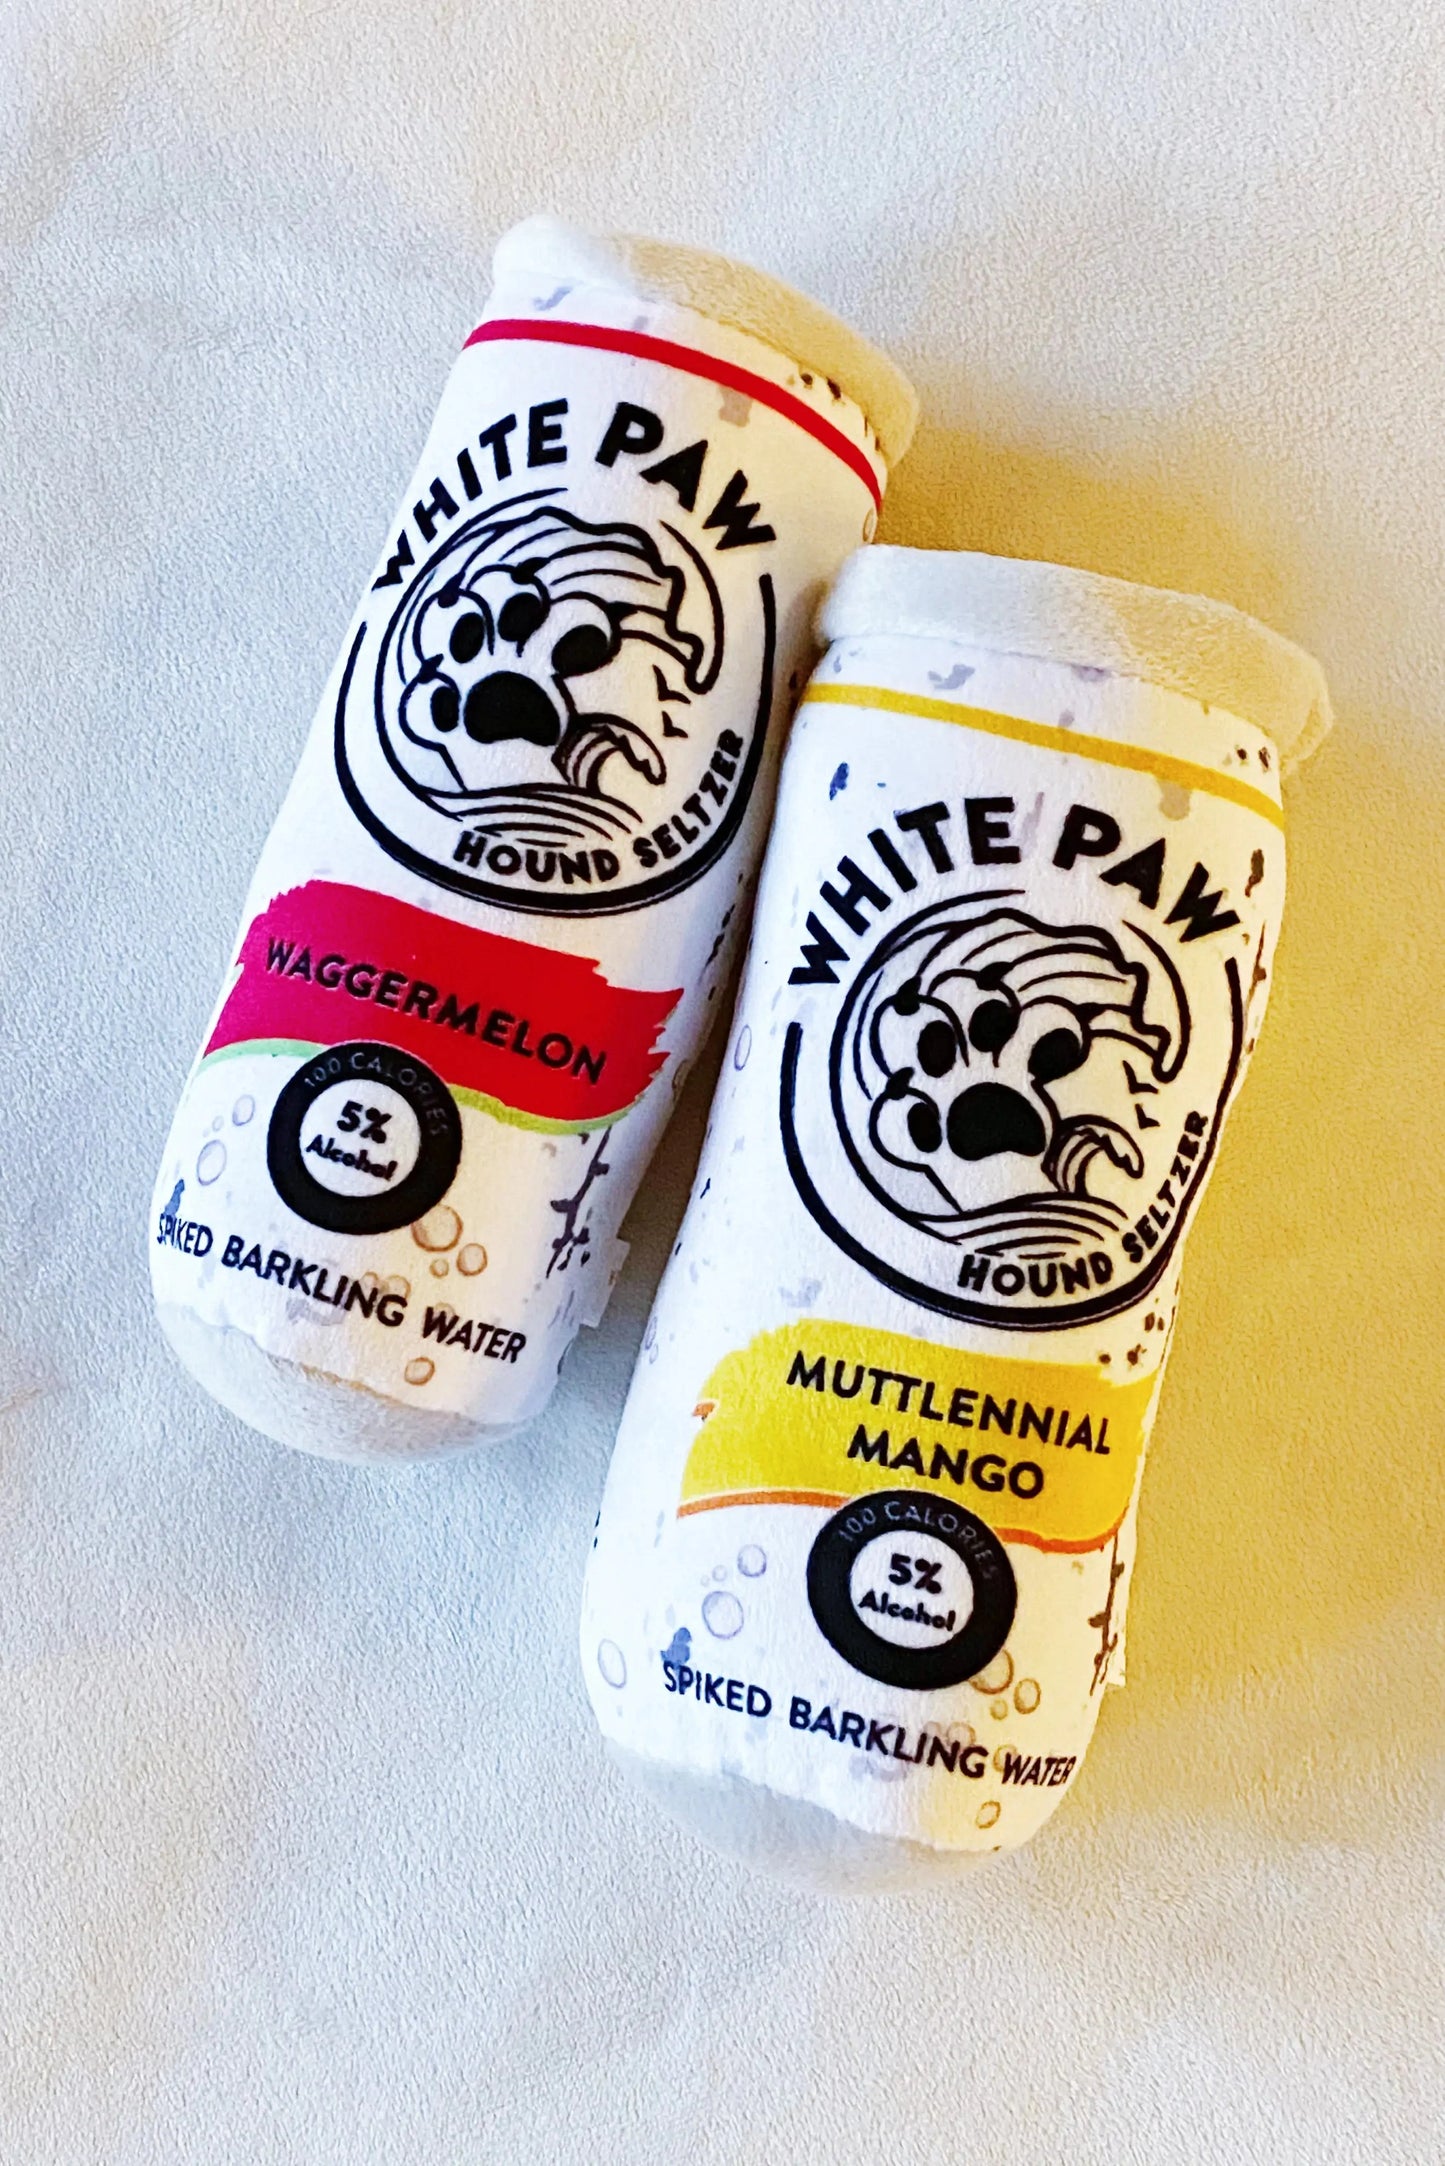 WHITE PAW
HOUND SELTZER
WAGGERMELON
100 CALORIES
5%
Alcohol
SPIKED BARKLING WATER
WHITE PAW
HOUND SELTZER
MUTTLENNIAL
MANGO
100 CALORIES
5%
Alcohol
SPIKED BARKLING WATER